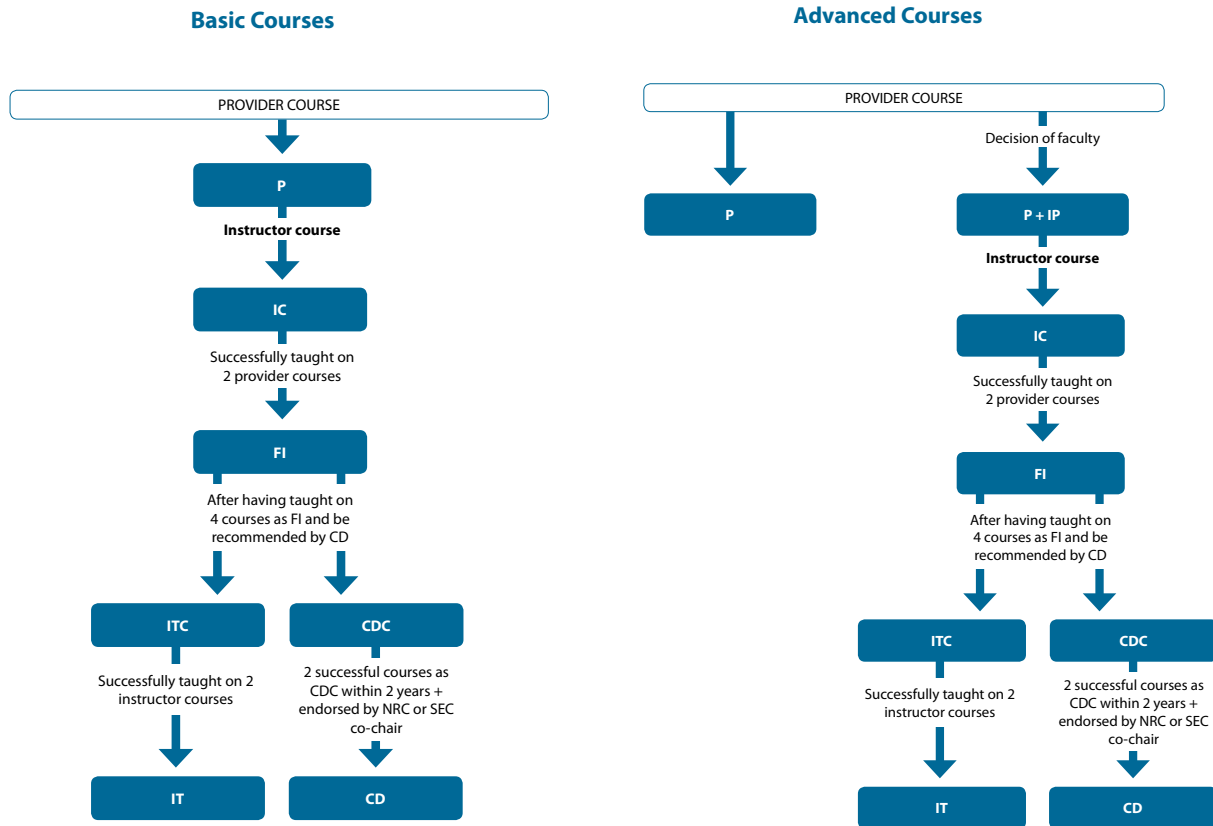 Basic Courses
PROVIDER COURSE
P
Instructor course
IC
Successfully taught on
2 provider courses
FI
After having taught on
4 courses as FI and be
recommended by CD
ITC
CDC
Successfully taught on 2
instructor courses
2 successful courses as
CDC within 2 years +
endorsed by NRC or SEC
co-chair
IT
CD
Advanced Courses
PROVIDER COURSE
Decision of faculty
P
P + IP
Instructor course
IC
Successfully taught on
2 provider courses
FI
After having taught on
4 courses as FI and be
recommended by CD
ITC
CDC
Successfully taught on 2
instructor courses
2 successful courses as
CDC within 2 years +
endorsed by NRC or SEC
co-chair
IT
CD